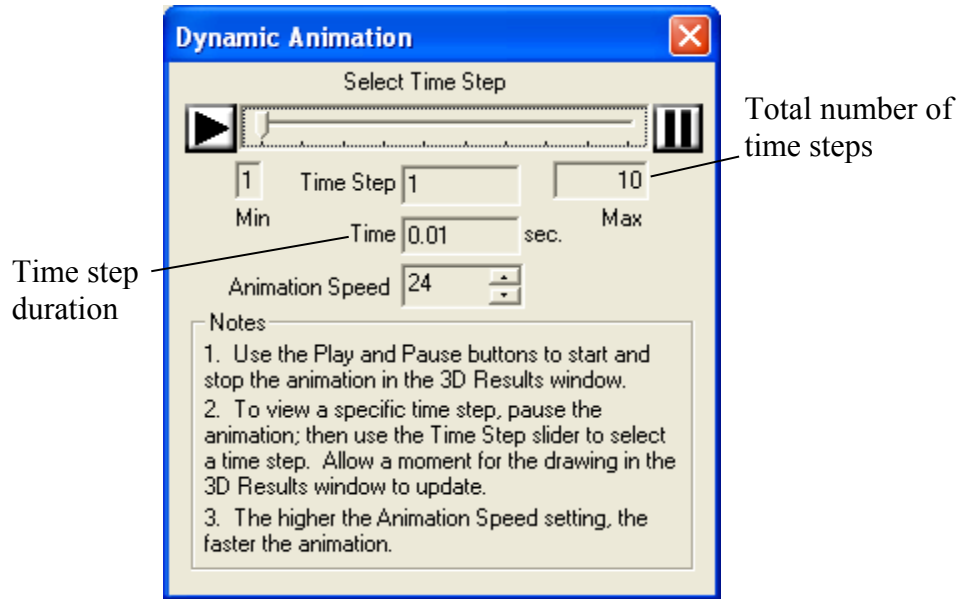 Dynamic Animation
Select Time Step
Total number of
time steps
1 Time Step 1 10
Min Max
Time 0.01 sec.
Time step
duration
Animation Speed 24
Notes
1. Use the Play and Pause buttons to start and
stop the animation in the 3D Results window.
2. To view a specific time step, pause the
animation; then use the Time Step slider to select
a time step. Allow a moment for the drawing in the
3D Results window to update.
3. The higher the Animation Speed setting, the
faster the animation.